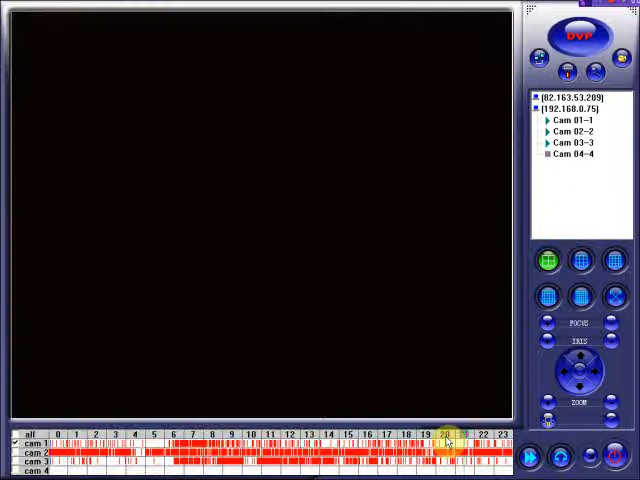 DVP
(82.163.53.209)
(192.168.0.75)
Cam 01-1
Cam 02-2
Cam 03-3
Cam 04-4
FOCUS
IRIS
ZOOM
all 0 1 2 3 4 5 6 7 8 9 10 11 12 13 14 15 16 17 18 19 20 22 23
cam 1
cam 2
cam 3
cam 4